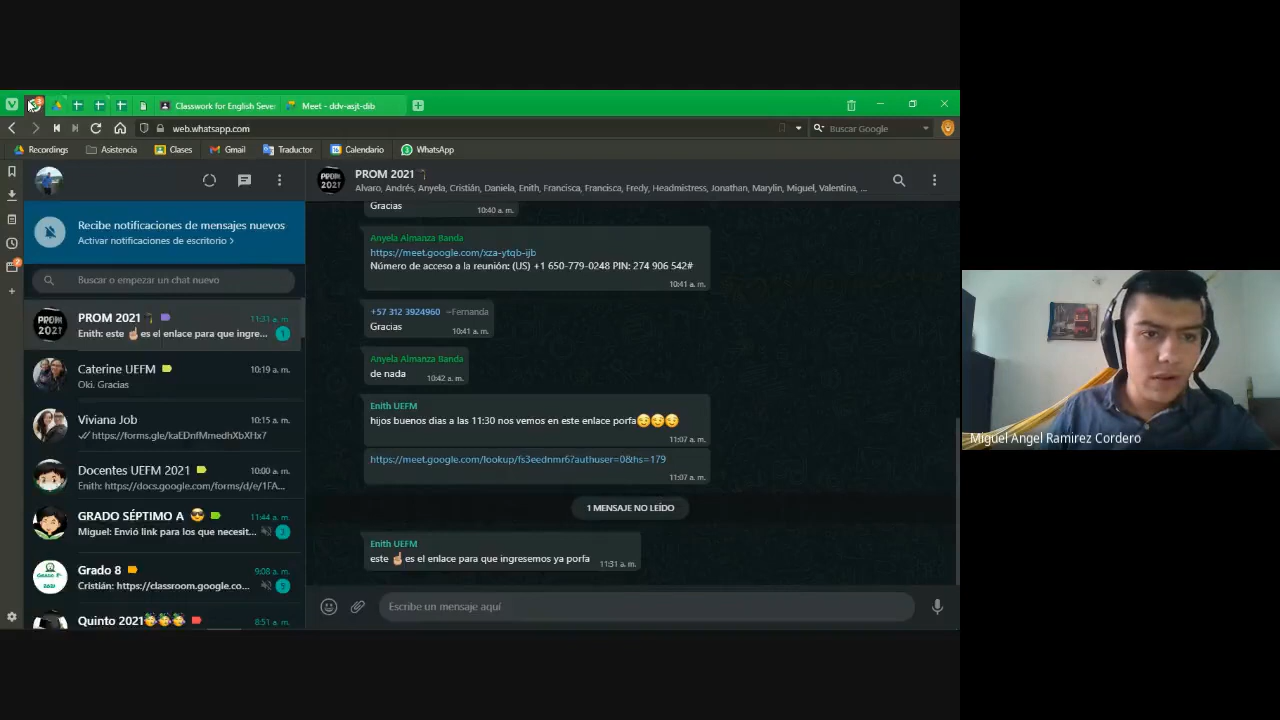 Classwork for English Seve
Meet - ddv-asjt-dib
web.whatsapp.com
Buscar Google
Recordings
Asistencia
Clases
Gmail
Traductor
Calendario
WhatsApp
PROM 2021
Alvaro, Andrés, Anyela, Cristián, Daniela, Enith, Francisca, Francisca, Fredy, Headmistress, Jonathan, Marylin, Miguel, Valentina, ...
Recibe notificaciones de mensajes nuevos
Activar notificaciones de escritorio >
Buscar o empezar un chat nuevo
PROM 2021
11:31 a. m.
Enith: este ☝🏼es el enlace para que ingre...
1
Caterine UEFM
10:19 a. m.
Oki. Gracias
Viviana Job
10:15 a. m.
https://forms.gle/kaEDnfMmedhXbXHx7
Docentes UEFM 2021
10:00 a. m.
Enith: https://docs.google.com/forms/d/e/1FA...
GRADO SÉPTIMO A 😎
11:44 a. m.
Miguel: Envió link para los que necesit...
Grado 8
9:08 a. m.
Cristián: https://classroom.google.co...
Quinto 2021
8:51 a. m.
Gracias
10:40 a. m.
Anyela Almanza Banda
https://meet.google.com/xza-ytqb-ijb
Número de acceso a la reunión: (US) +1 650-779-0248 PIN: 274 906 542#
10:41 a. m.
+57 312 3924960 ~Fernanda
Gracias
10:41 a. m.
Anyela Almanza Banda
de nada
10:42 a. m.
Enith UEFM
hijos buenos dias a las 11:30 nos vemos en este enlace porfa😏😏😏
11:07 a. m.
https://meet.google.com/lookup/fs3eednmr6?authuser=0&hs=179
11:07 a. m.
1 MENSAJE NO LEÍDO
Enith UEFM
este ☝🏼es el enlace para que ingresemos ya porfa
11:31 a. m.
Escribe un mensaje aquí
Miguel Angel Ramirez Cordero